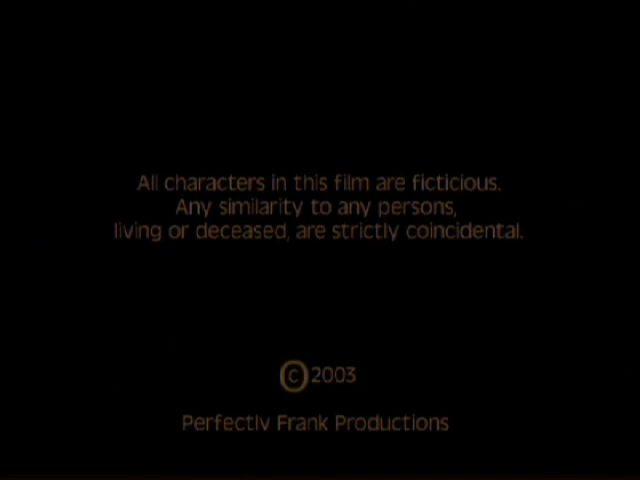 All characters in this film are ficticious.
Any similarity to any persons,
living or deceased, are strictly coincidental.
© 2003
Perfectly Frank Productions